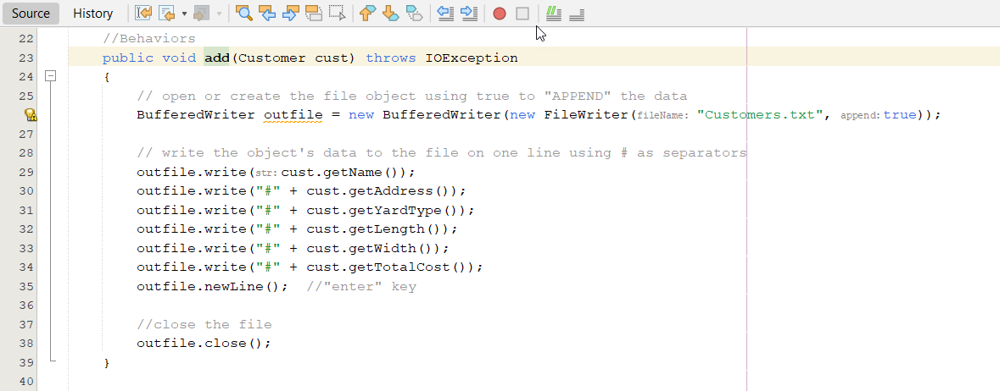 Source History
22 //Behaviors
23 public void add(Customer cust) throws IOException
24 {
25 // open or create the file object using true to "APPEND" the data
BufferedWriter outfile = new BufferedWriter(new FileWriter(fileName: "Customers.txt", append: true));
27
28 // write the object's data to the file on one line using # as separators
29 outfile.write(str: cust.getName());
30 outfile.write("#" + cust.getAddress());
31 outfile.write("#" + cust.getYardType());
32 outfile.write("#" + cust.getLength());
33 outfile.write("#" + cust.getWidth());
34 outfile.write("#" + cust.getTotalCost());
35 outfile.newLine(); //"enter" key
36
37 //close the file
38 outfile.close();
39 }
40